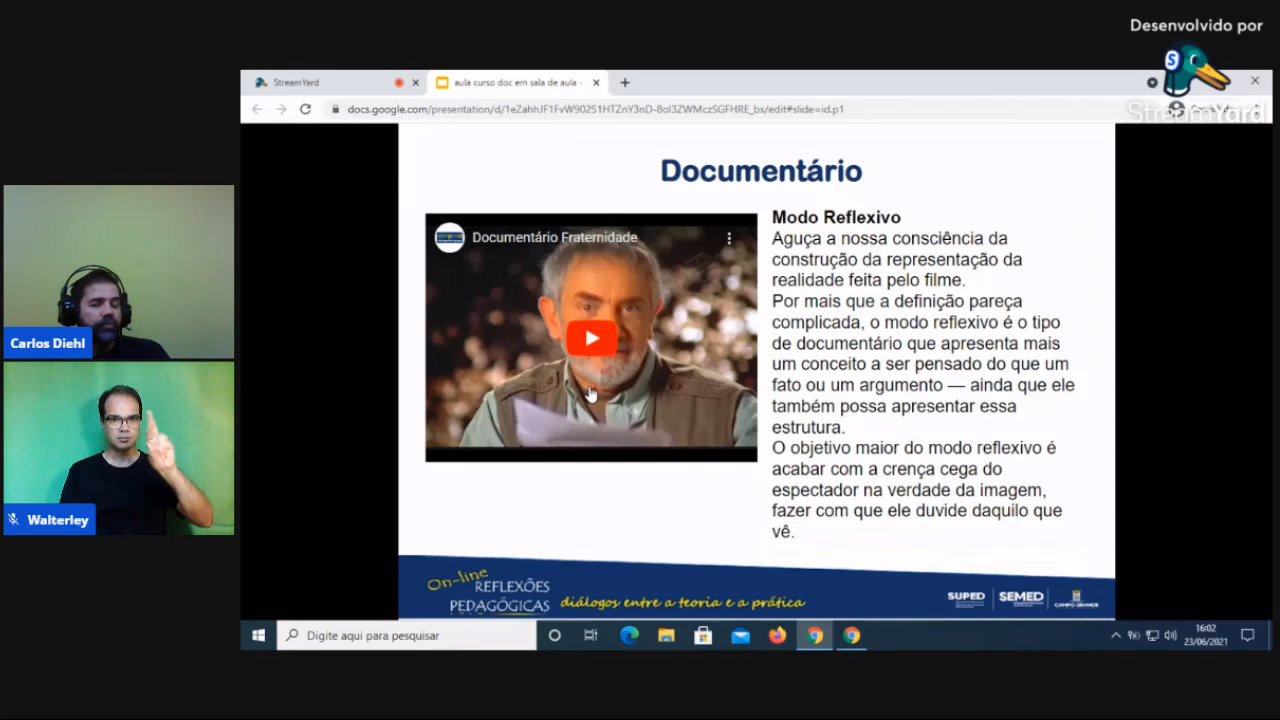 Desenvolvido por
StreamYard
StreamYard
aula curso doc em sala de aula -
docs.google.com/presentation/d/1eZahhJF1FvW902S1HTZnY3nD-8oI3ZWMczSGFHRE_bs/edit#slide=id.p1
Documentário
Documentário Fraternidade
Modo Reflexivo
Aguça a nossa consciência da
construção da representação da
realidade feita pelo filme.
Por mais que a definição pareça
complicada, o modo reflexivo é o tipo
de documentário que apresenta mais
um conceito a ser pensado do que um
fato ou um argumento — ainda que ele
também possa apresentar essa
estrutura.
O objetivo maior do modo reflexivo é
acabar com a crença cega do
espectador na verdade da imagem,
fazer com que ele duvide daquilo que
vê.
Carlos Diehl
Walterley
On-line
REFLEXÕES
PEDAGÓGICAS
diálogos entre a teoria e a prática
SUPED
SEMED
CAMPO GRANDE
Digite aqui para pesquisar
16:02
23/06/2021